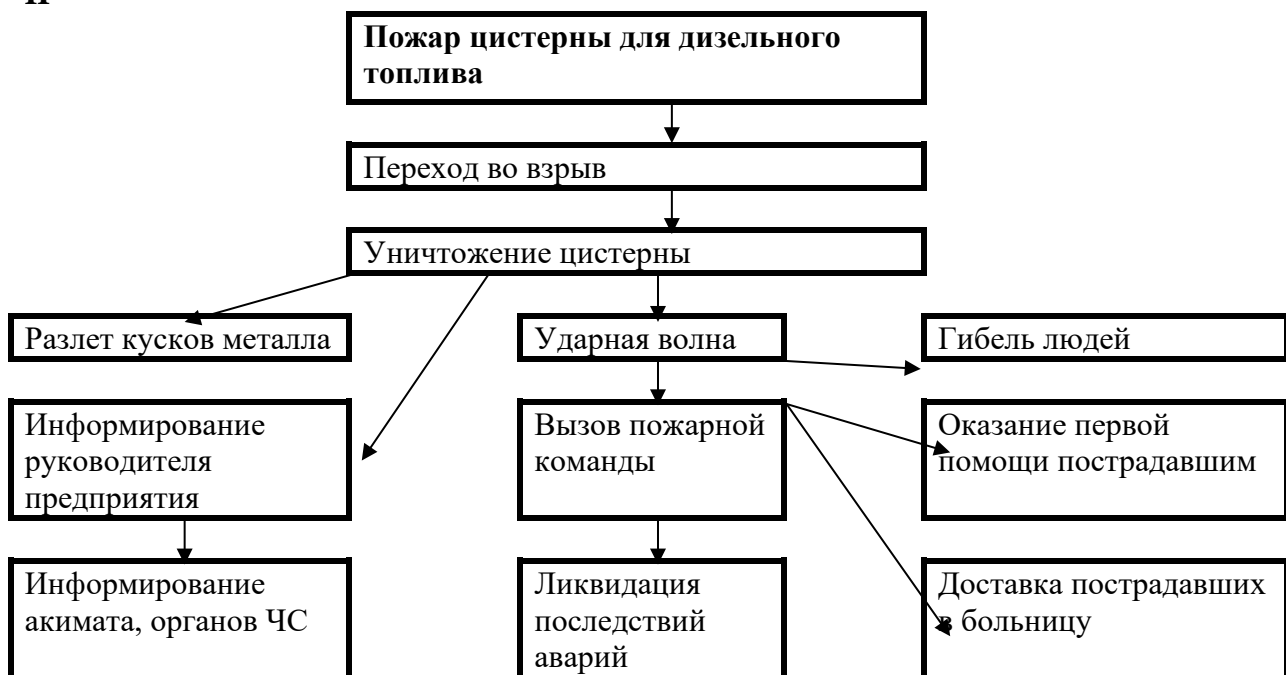 Пожар цистерны для дизельного
топлива
Переход во взрыв
Уничтожение цистерны
Разлет кусков металла
Ударная волна
Гибель людей
Информирование
руководителя
предприятия
Вызов пожарной
команды
Оказание первой
помощи пострадавшим
Информирование
акимата, органов ЧС
Ликвидация
последствий
аварий
Доставка пострадавших
в больницу